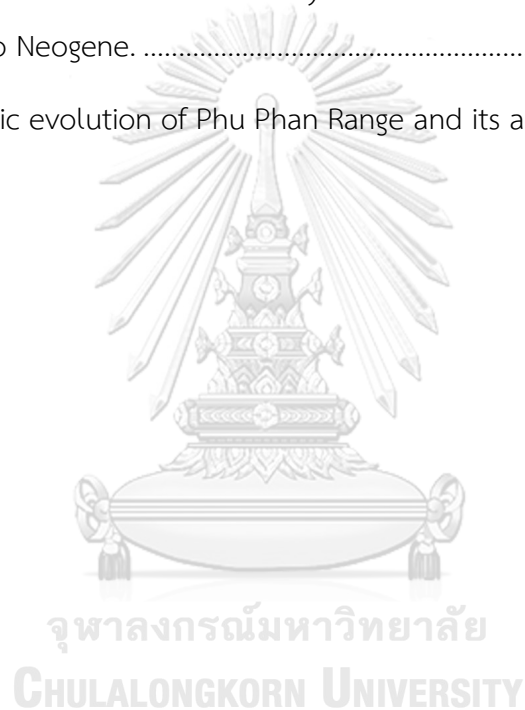 o Neogene. ..................................................
ic evolution of Phu Phan Range and its a
จุฬาลงกรณ์มหาวิทยาลัย
CHULALONGKORN UNIVERSITY